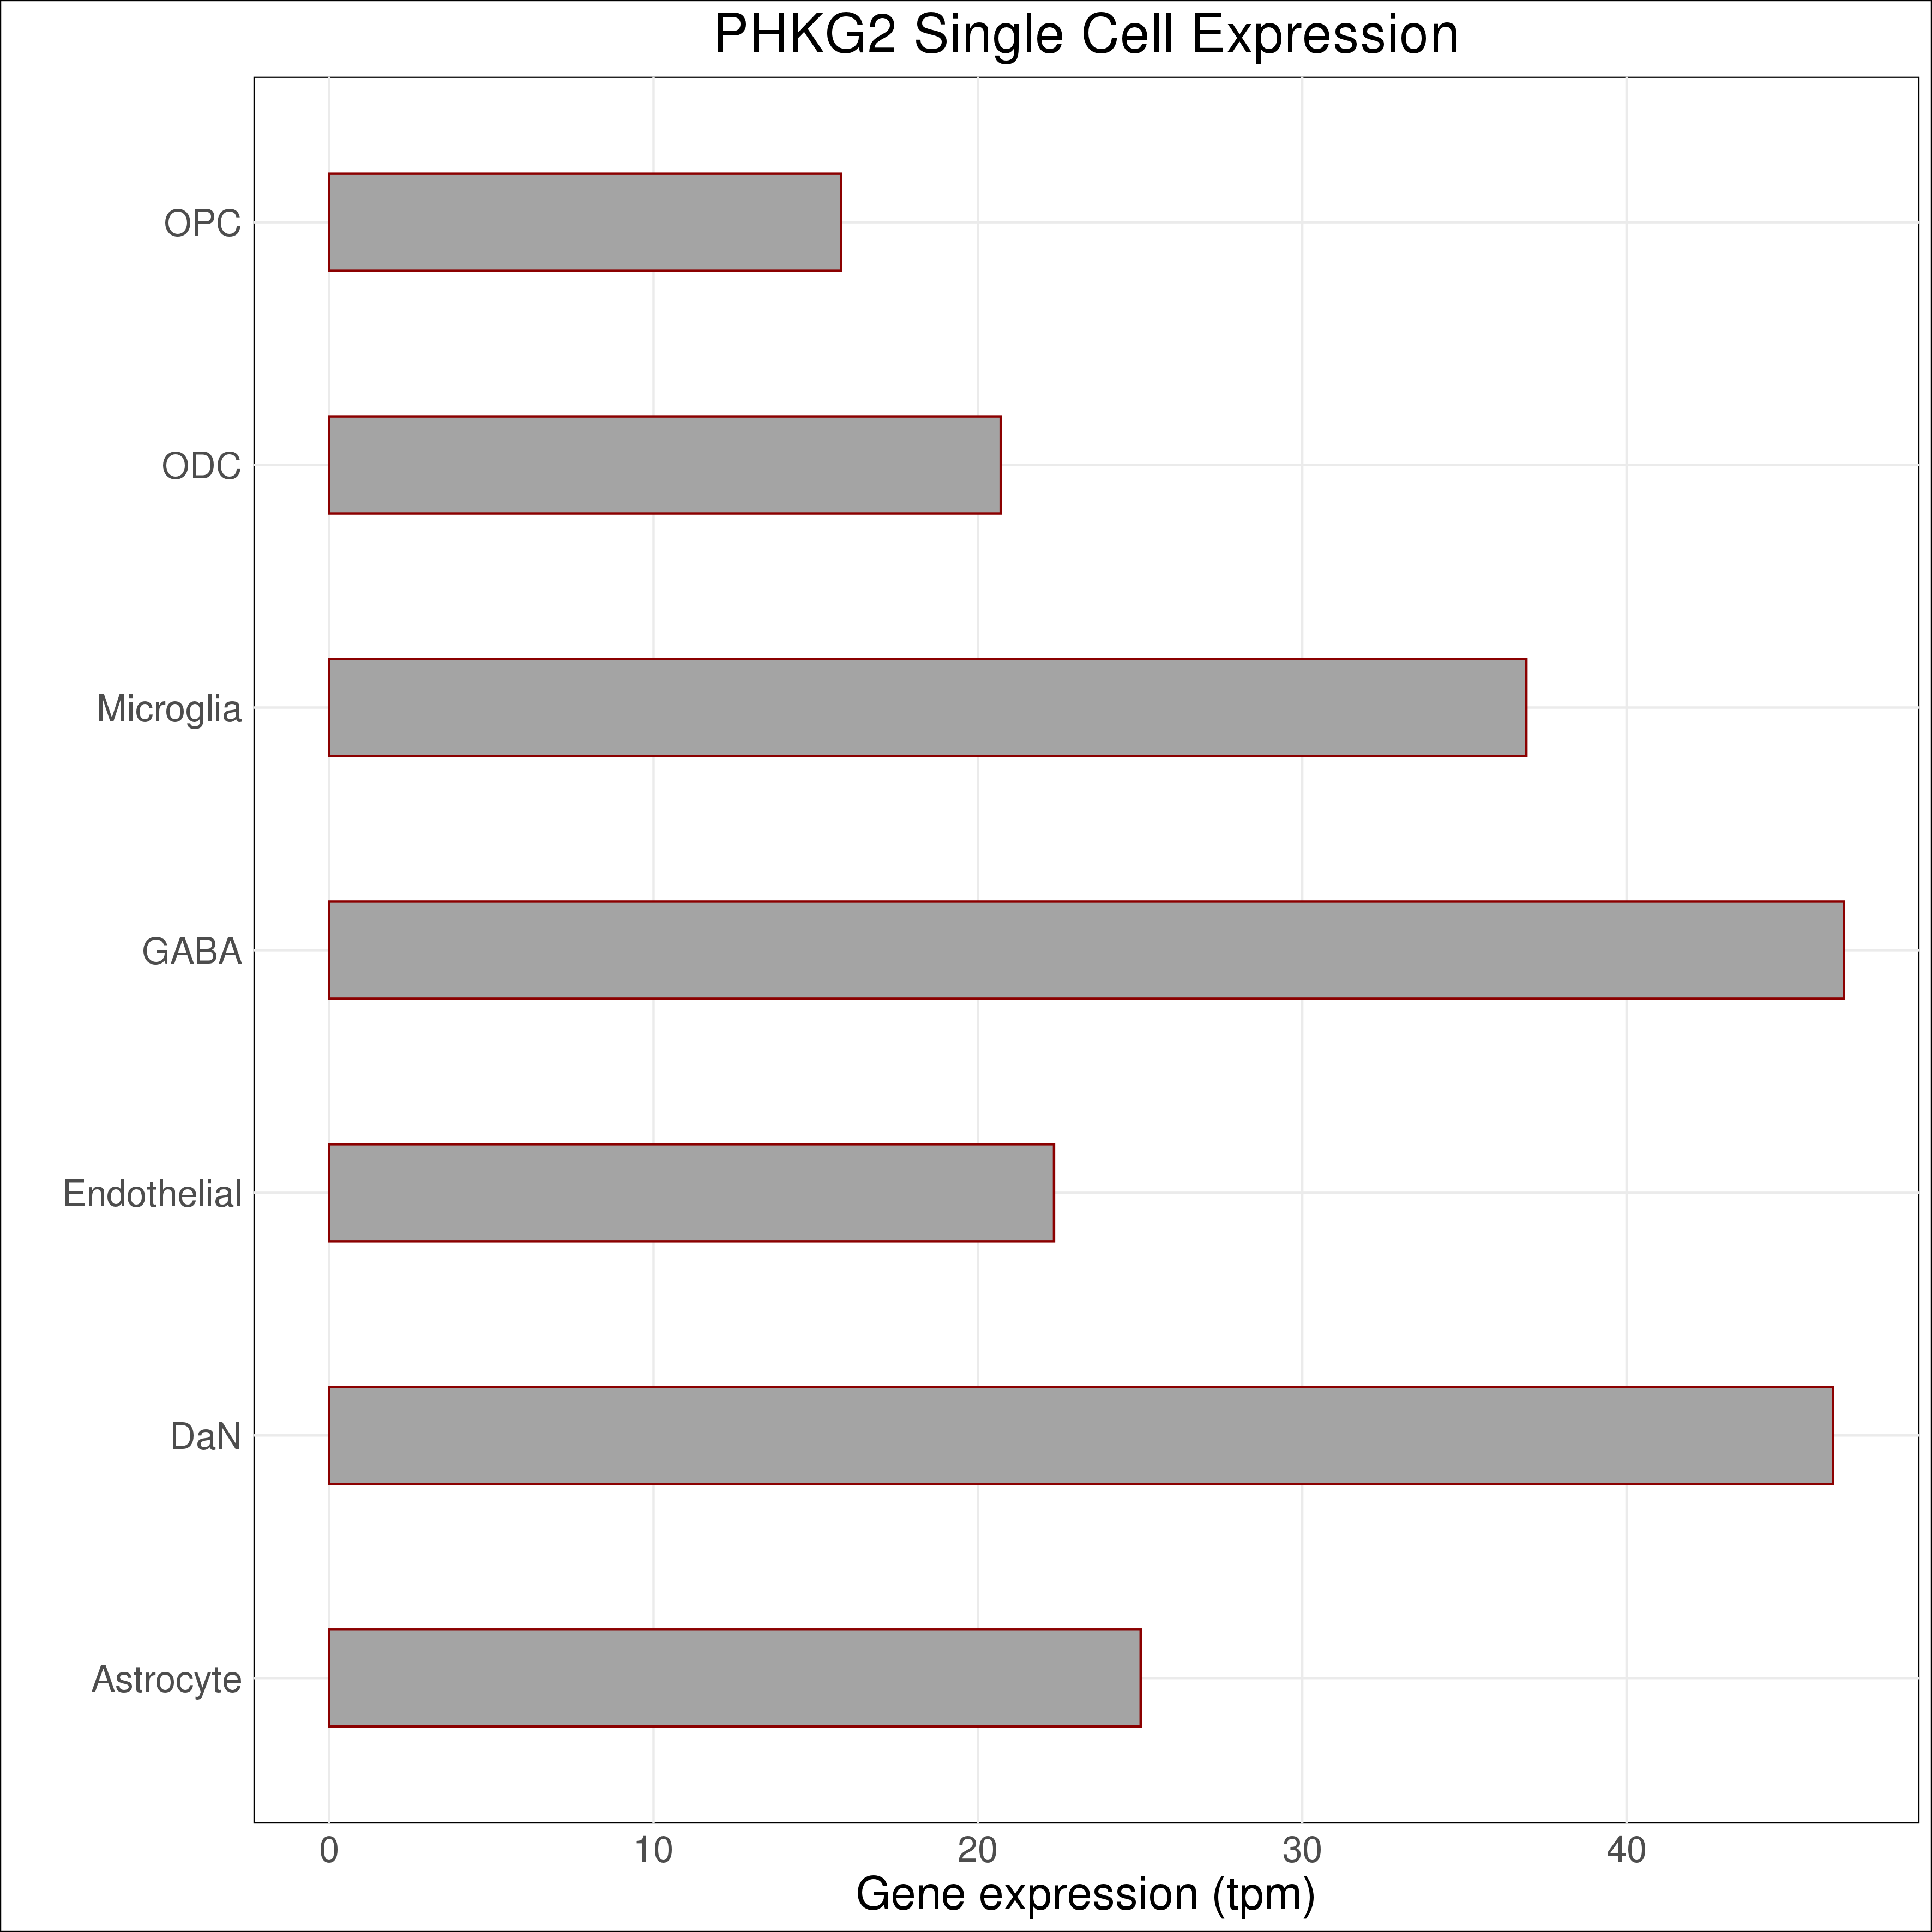 PHKG2 Single Cell Expression
OPC
ODC
Microglia
GABA
Endothelial
DaN
Astrocyte
0 10 20 30 40
Gene expression (tpm)